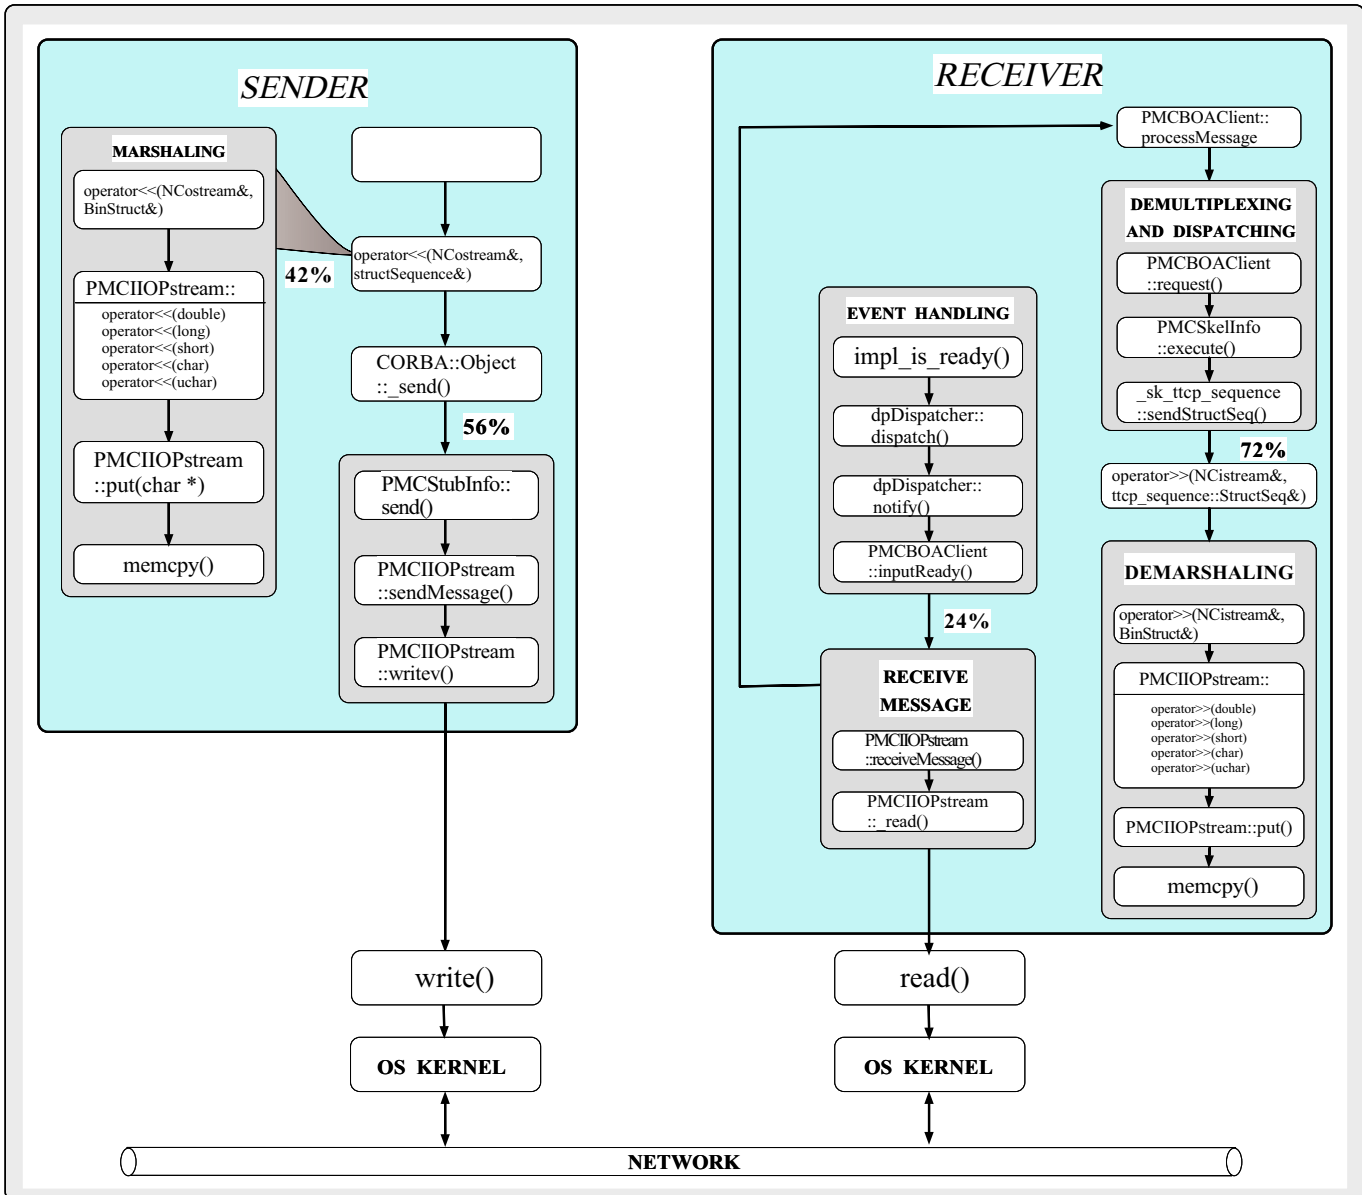 SENDER
MARSHALING
operator<<(NCostream&,
BinStruct&)
PMCIIOPstream::
operator<<(double)
operator<<(long)
operator<<(short)
operator<<(char)
operator<<(uchar)
PMCIIOPstream
::put(char *)
memcpy()
42%
operator<<(NCostream&,
structSequence&)
CORBA::Object
::_send()
56%
PMCStubInfo::
send()
PMCIIOPstream
::sendMessage()
PMCIIOPstream
::writev()
write()
OS KERNEL
RECEIVER
EVENT HANDLING
impl_is_ready()
dpDispatcher::
dispatch()
dpDispatcher::
notify()
PMCBOAClient
::inputReady()
24%
RECEIVE
MESSAGE
PMCIIOPstream
::receiveMessage()
PMCIIOPstream
::_read()
read()
OS KERNEL
PMCBOAClient::
processMessage
DEMULTIPLEXING
AND DISPATCHING
PMCBOAClient
::request()
PMCSkelInfo
::execute()
_sk_ttcp_sequence
::sendStructSeq()
72%
operator>>(NCistream&,
ttcp_sequence::StructSeq&)
DEMARSHALING
operator>>(NCistream&,
BinStruct&)
PMCIIOPstream::
operator>>(double)
operator>>(long)
operator>>(short)
operator>>(char)
operator>>(uchar)
PMCIIOPstream::put()
memcpy()
NETWORK